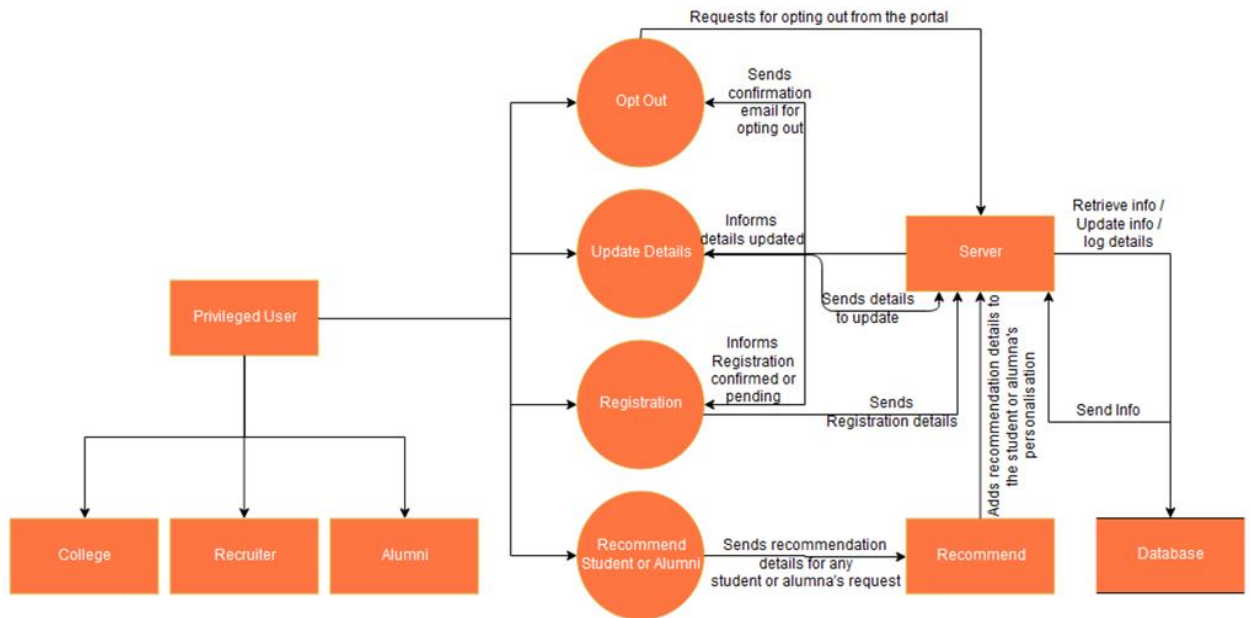 Requests for opting out from the portal
Opt Out
Sends
confirmation
email for
opting out
Update Details
Informs
details updated
Server
Retrieve info /
Update info /
log details
Sends details
to update
Privileged User
Registration
Informs
Registration
confirmed or
pending
Sends
Registration details
Adds recommendation details to
the student or alumna's
personalisation
Send Info
College
Recruiter
Alumni
Recommend
Student or Alumni
Sends recommendation
details for any
student or alumna's request
Recommend
Database